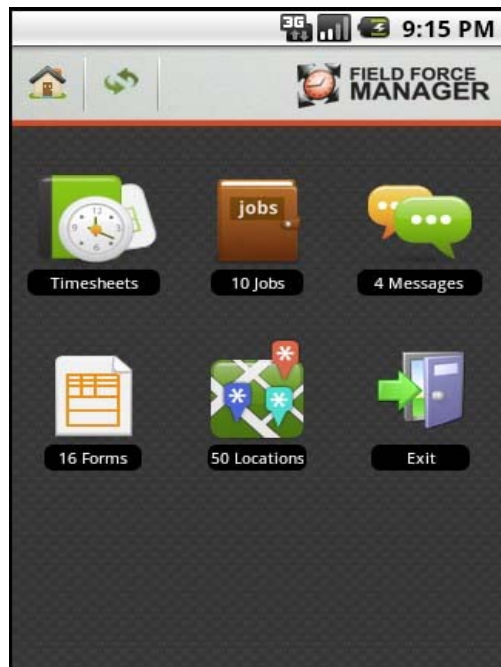 3G 9:15 PM
FIELD FORCE
MANAGER
jobs
Timesheets
10 Jobs
4 Messages
16 Forms
50 Locations
Exit